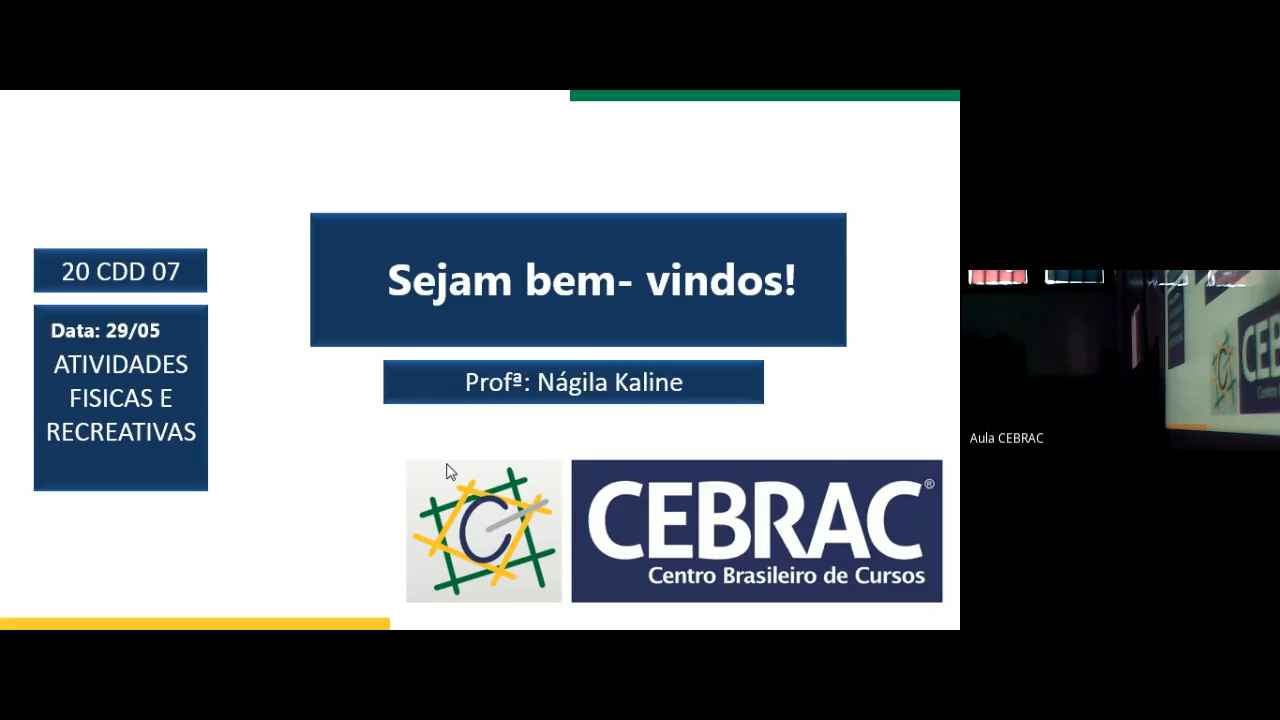 20 CDD 07
Data: 29/05
ATIVIDADES
FISICAS E
RECREATIVAS
Sejam bem- vindos!
Profª: Nágila Kaline
CEBRAC®
Centro Brasileiro de Cursos
Aula CEBRAC